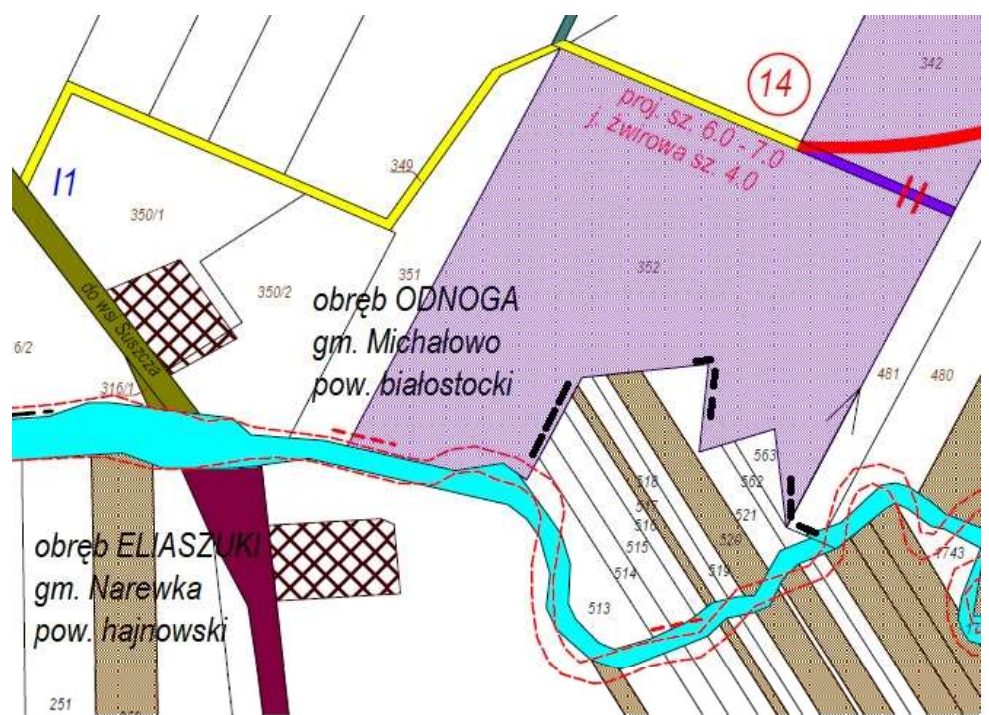 342
14
proj. sz. 6.0 - 7.0
j. żwirowa sz. 4.0
349
I1
350/1
352
351
350/2
obręb ODNOGA
gm. Michałowo
pow. białostocki
do wsi Suszcza
6/2
316/1
481
480
563
562
518
517
516
521
520
515
519
514
513
1743
obręb ELIASZUKI
gm. Narewka
pow. hajnowski
251